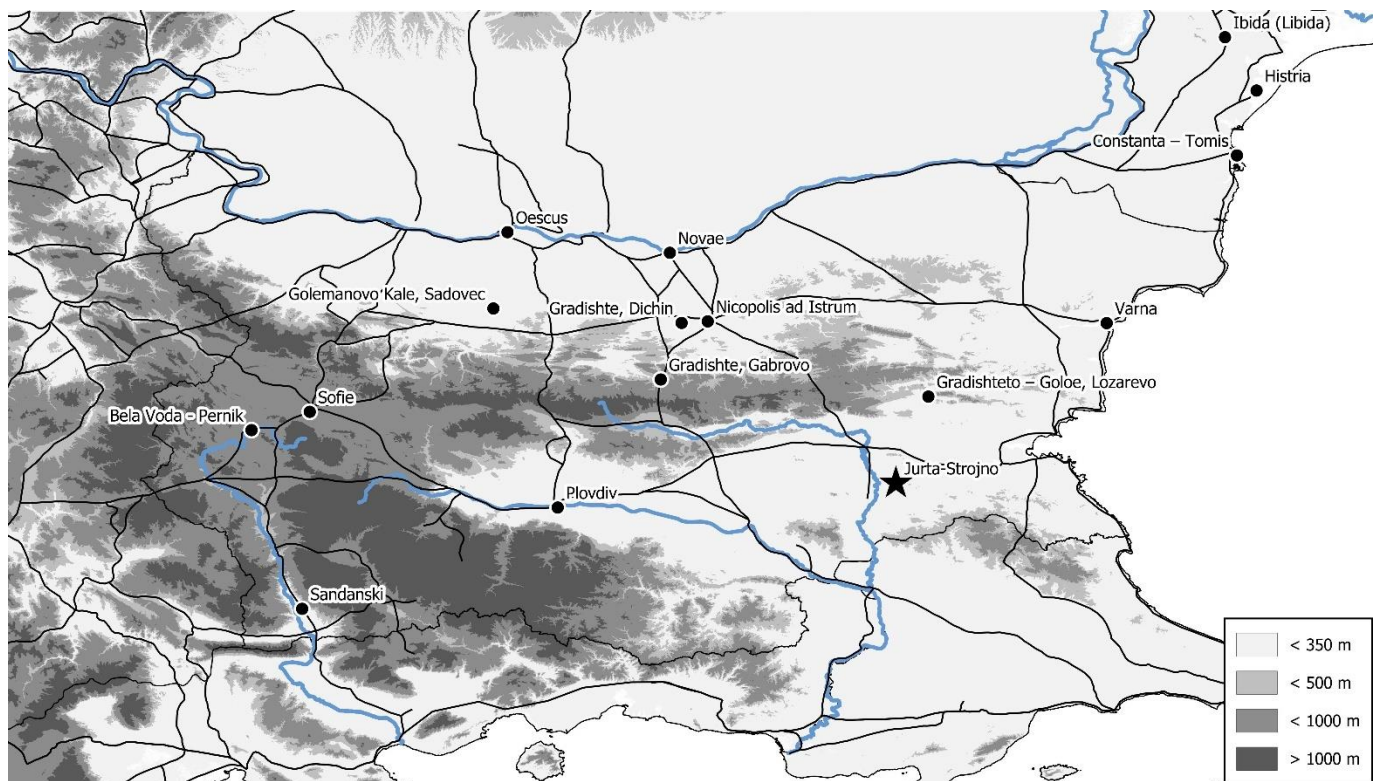 Ibida (Libida)
Histria
Constanta – Tomis
Oescus
Novae
Golemanovo Kale, Sadovec
Gradishte, Dichin
Nicopolis ad Istrum
Varna
Gradishte, Gabrovo
Gradishteto – Goloe, Lozarevo
Sofie
Bela Voda - Pernik
Jurta-Strojno
Plovdiv
Sandanski
< 350 m
< 500 m
< 1000 m
> 1000 m